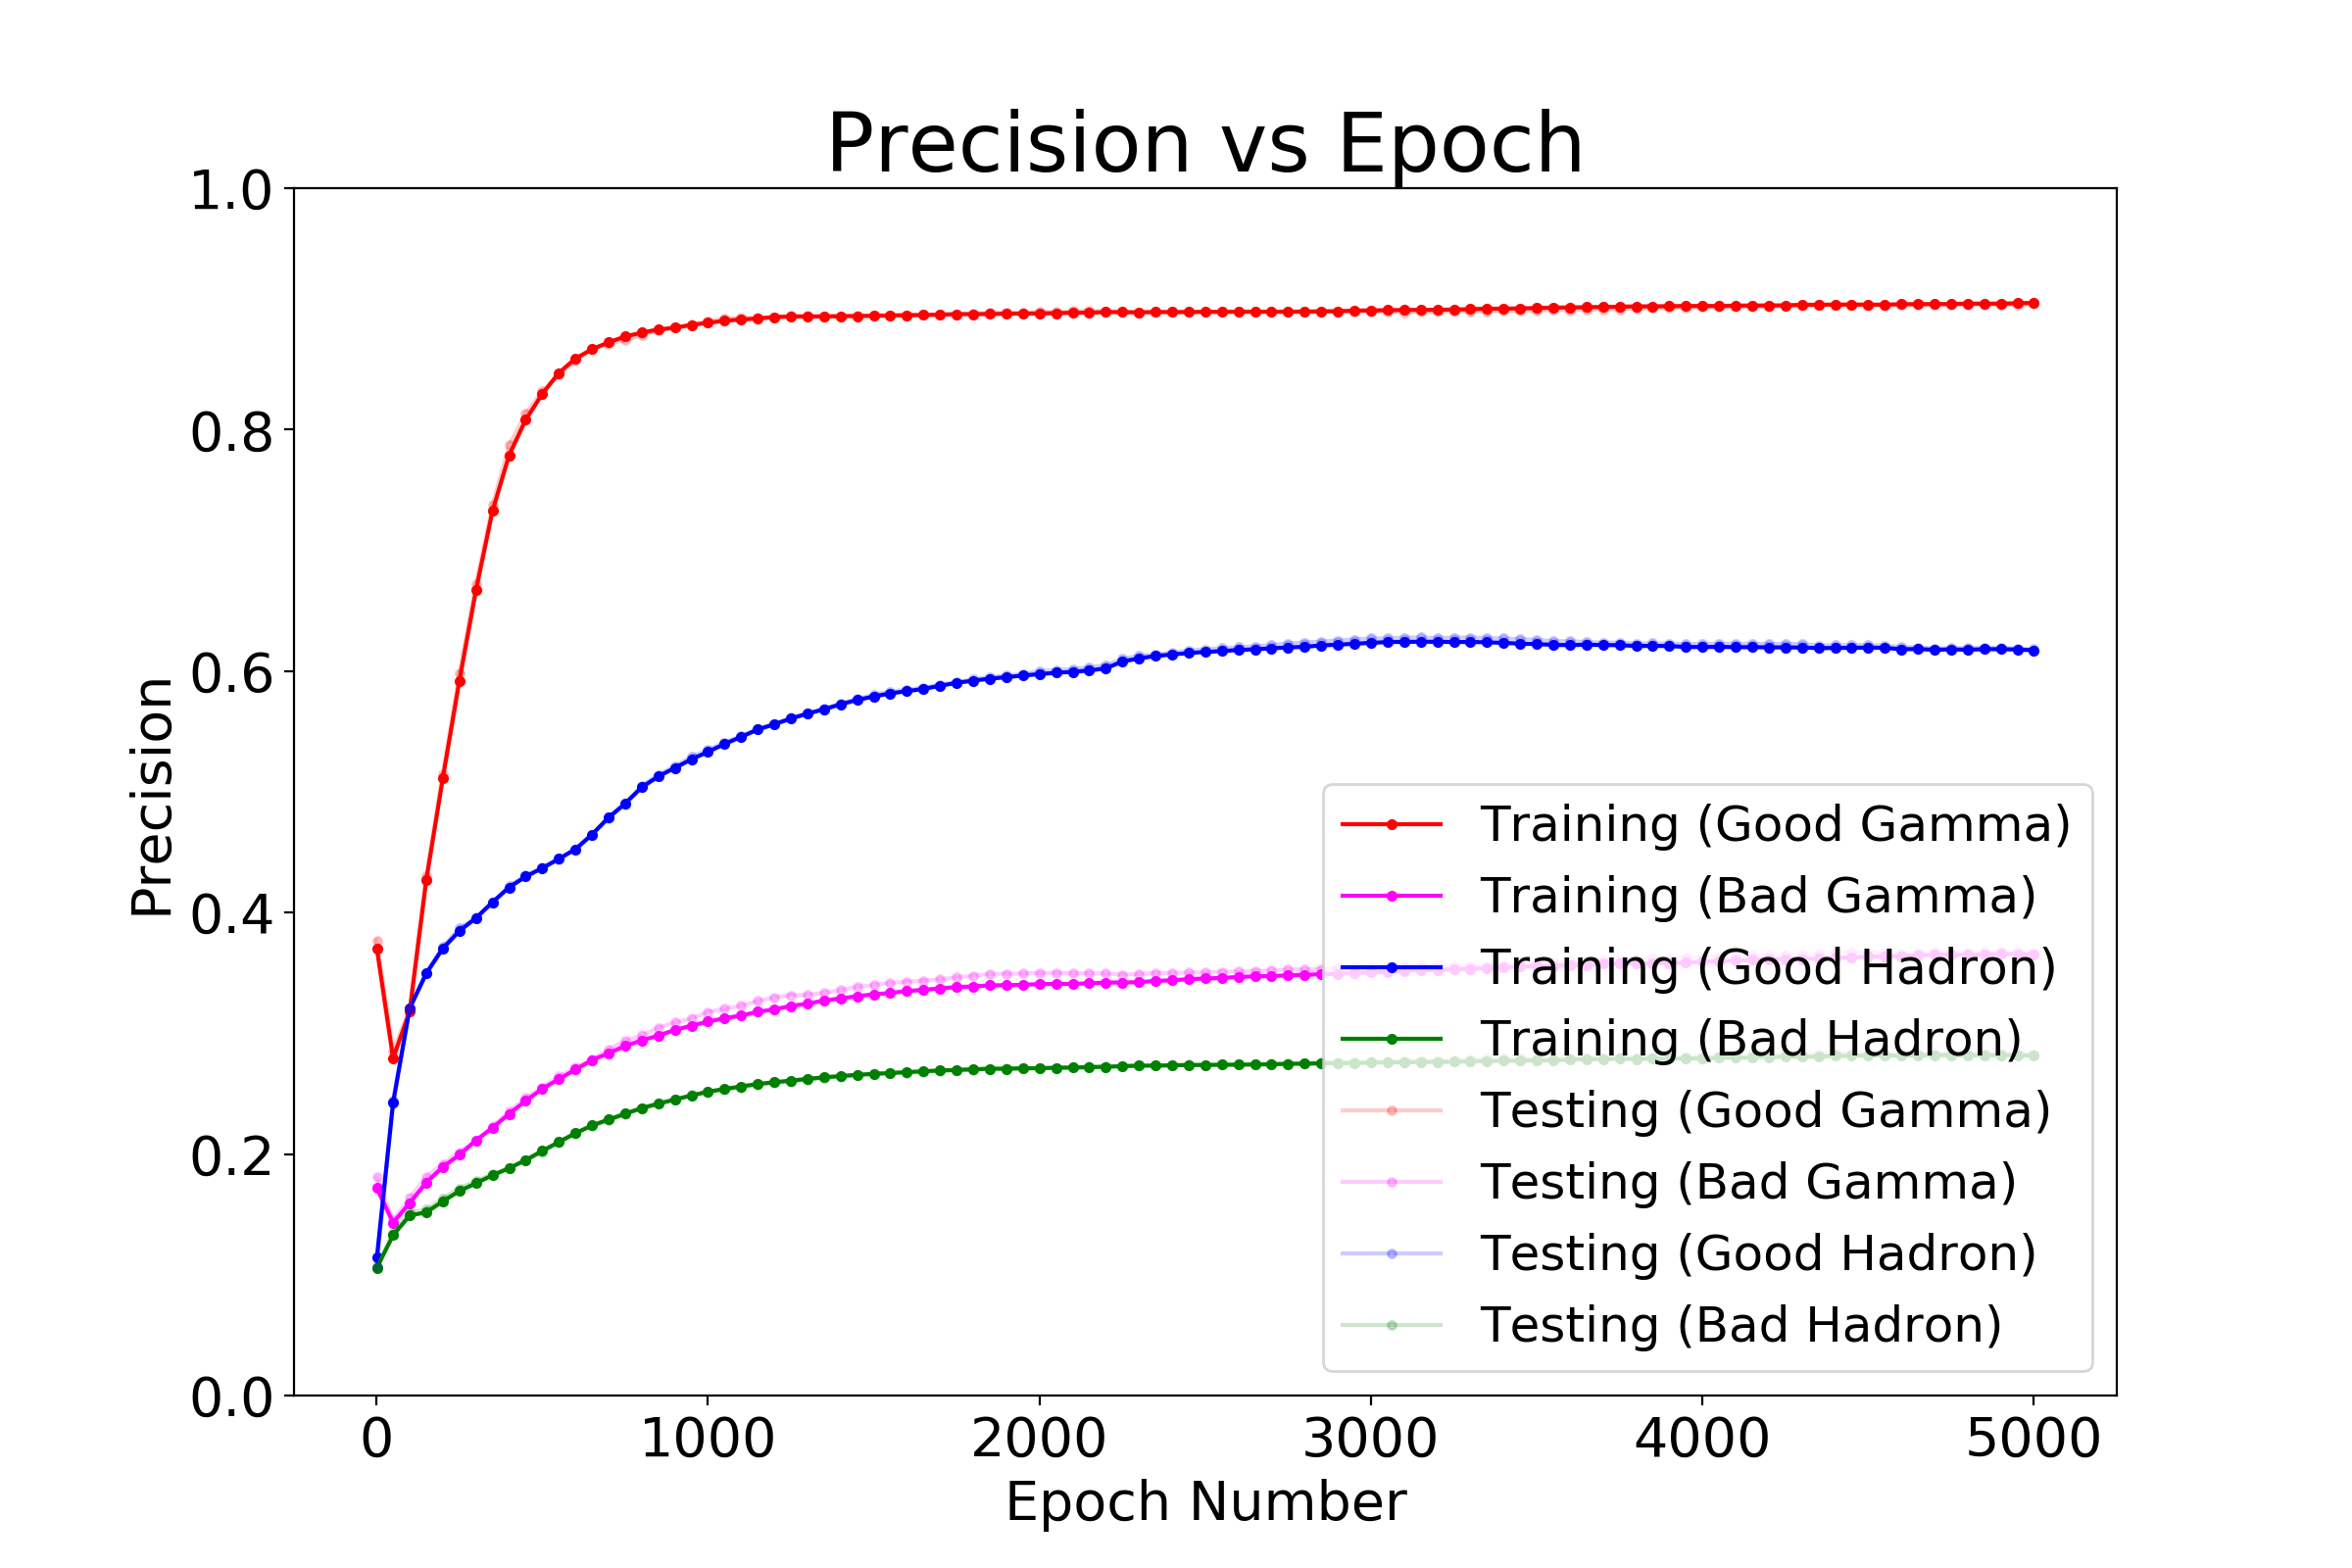 Precision vs Epoch
1.0
0.8
0.6
0.4
0.2
0.0
Precision
0 1000 2000 3000 4000 5000
Epoch Number
Training (Good Gamma)
Training (Bad Gamma)
Training (Good Hadron)
Training (Bad Hadron)
Testing (Good Gamma)
Testing (Bad Gamma)
Testing (Good Hadron)
Testing (Bad Hadron)